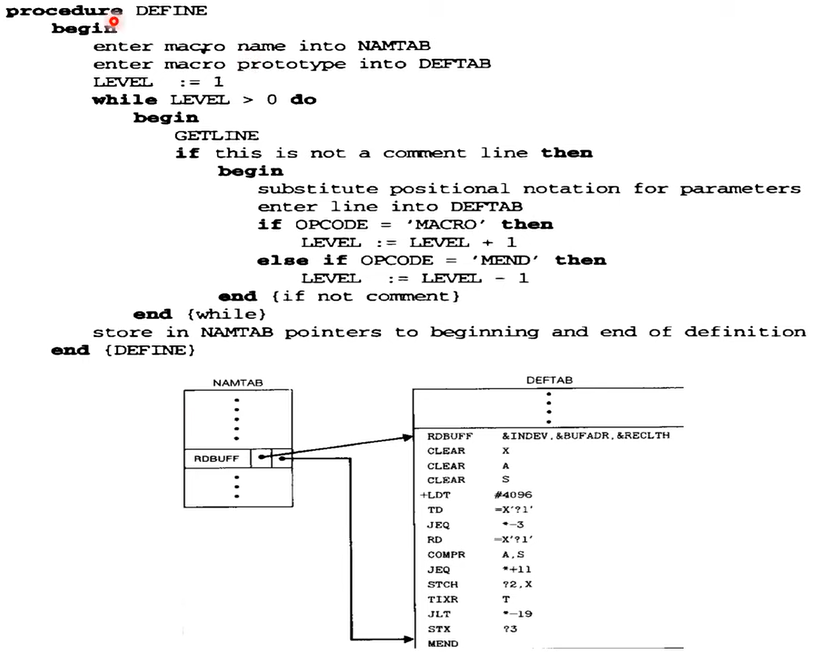 procedure DEFINE
begin
enter macro name into NAMTAB
enter macro prototype into DEFTAB
LEVEL := 1
while LEVEL > 0 do
begin
GETLINE
if this is not a comment line then
begin
substitute positional notation for parameters
enter line into DEFTAB
if OPCODE = 'MACRO' then
LEVEL := LEVEL + 1
else if OPCODE = 'MEND' then
LEVEL := LEVEL - 1
end {if not comment}
end {while}
store in NAMTAB pointers to beginning and end of definition
end {DEFINE}
NAMTAB
RDBUFF
DEFTAB
RDBUFF &INDEV,&BUFADR,&RECLTH
CLEAR X
CLEAR A
CLEAR S
+LDT #4096
TD =X'?1'
JEQ *-3
RD =X'?1'
COMPR A,S
JEQ *+11
STCH ?2,X
TIXR T
JLT *-19
STX ?3
MEND